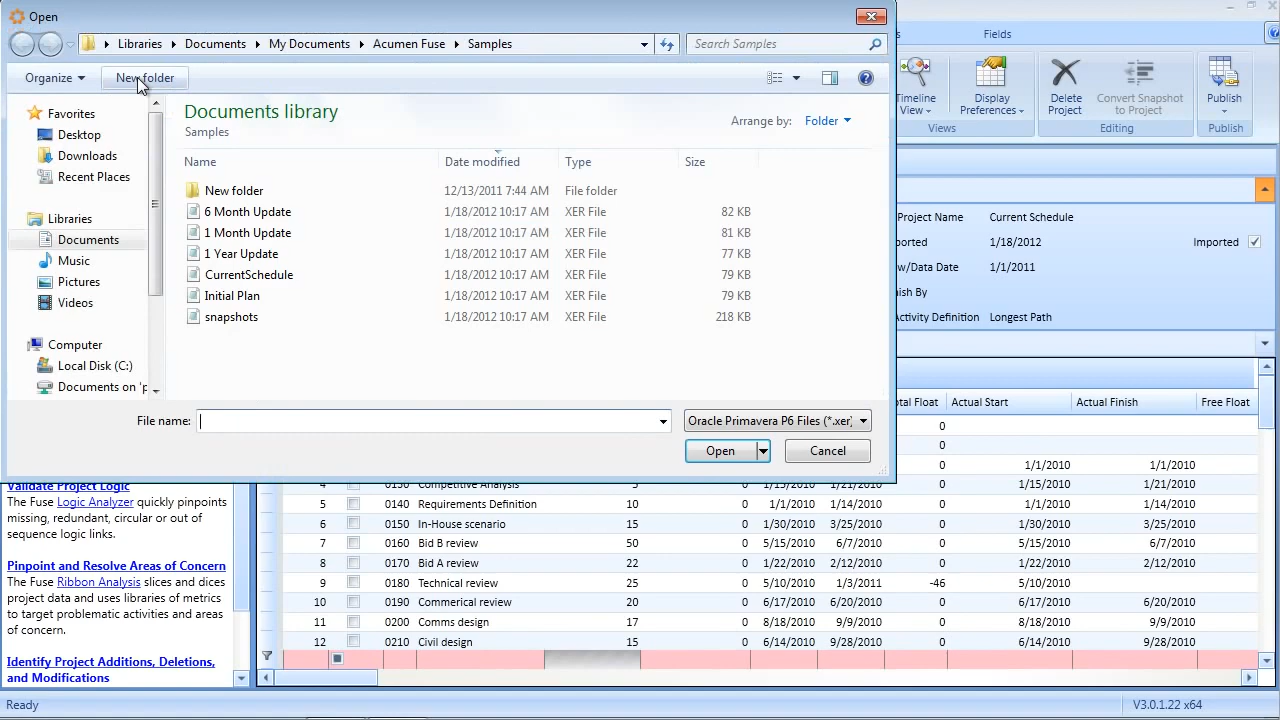 Open
Libraries Documents My Documents Acumen Fuse Samples Search Samples
Organize New folder
Favorites
Desktop
Downloads
Recent Places
Libraries
Documents
Music
Pictures
Videos
Computer
Local Disk (C:)
Documents on 'p
Documents library
Samples
Arrange by: Folder
Name Date modified Type Size
New folder 12/13/2011 7:44 AM File folder
6 Month Update 1/18/2012 10:17 AM XER File 82 KB
1 Month Update 1/18/2012 10:17 AM XER File 81 KB
1 Year Update 1/18/2012 10:17 AM XER File 77 KB
CurrentSchedule 1/18/2012 10:17 AM XER File 79 KB
Initial Plan 1/18/2012 10:17 AM XER File 79 KB
snapshots 1/18/2012 10:17 AM XER File 218 KB
File name: Oracle Primavera P6 Files (*.xer)
Open Cancel
s Fields
Timeline View
Display Preferences
Delete Project
Convert Snapshot to Project
Publish
Views Editing Publish
Project Name Current Schedule
ported 1/18/2012 Imported
w/Data Date 1/1/2011
ish By
Activity Definition Longest Path
otal Float Actual Start Actual Finish Free Float
0
0
0 1/1/2010 1/1/2010
4 0130 Competitive Analysis 5 0 1/15/2010 1/21/2010 0 1/15/2010 1/21/2010
5 0140 Requirements Definition 10 0 1/1/2010 1/14/2010 0 1/1/2010 1/14/2010
6 0150 In-House scenario 15 0 1/30/2010 3/25/2010 0 1/30/2010 3/25/2010
7 0160 Bid B review 50 0 5/15/2010 6/7/2010 0 5/15/2010 6/7/2010
8 0170 Bid A review 22 0 1/22/2010 2/12/2010 0 1/22/2010 2/12/2010
9 0180 Technical review 25 0 5/10/2010 1/3/2011 -46 5/10/2010
10 0190 Commerical review 20 0 6/17/2010 6/20/2010 0 6/17/2010 6/20/2010
11 0200 Comms design 17 0 8/18/2010 9/9/2010 0 8/18/2010 9/9/2010
12 0210 Civil design 15 0 6/14/2010 9/28/2010 0 6/14/2010 9/28/2010
Validate Project Logic
The Fuse Logic Analyzer quickly pinpoints
missing, redundant, circular or out of
sequence logic links.
Pinpoint and Resolve Areas of Concern
The Fuse Ribbon Analysis slices and dices
project data and uses libraries of metrics
to target problematic activities and areas
of concern.
Identify Project Additions, Deletions,
and Modifications
Ready V3.0.1.22 x64